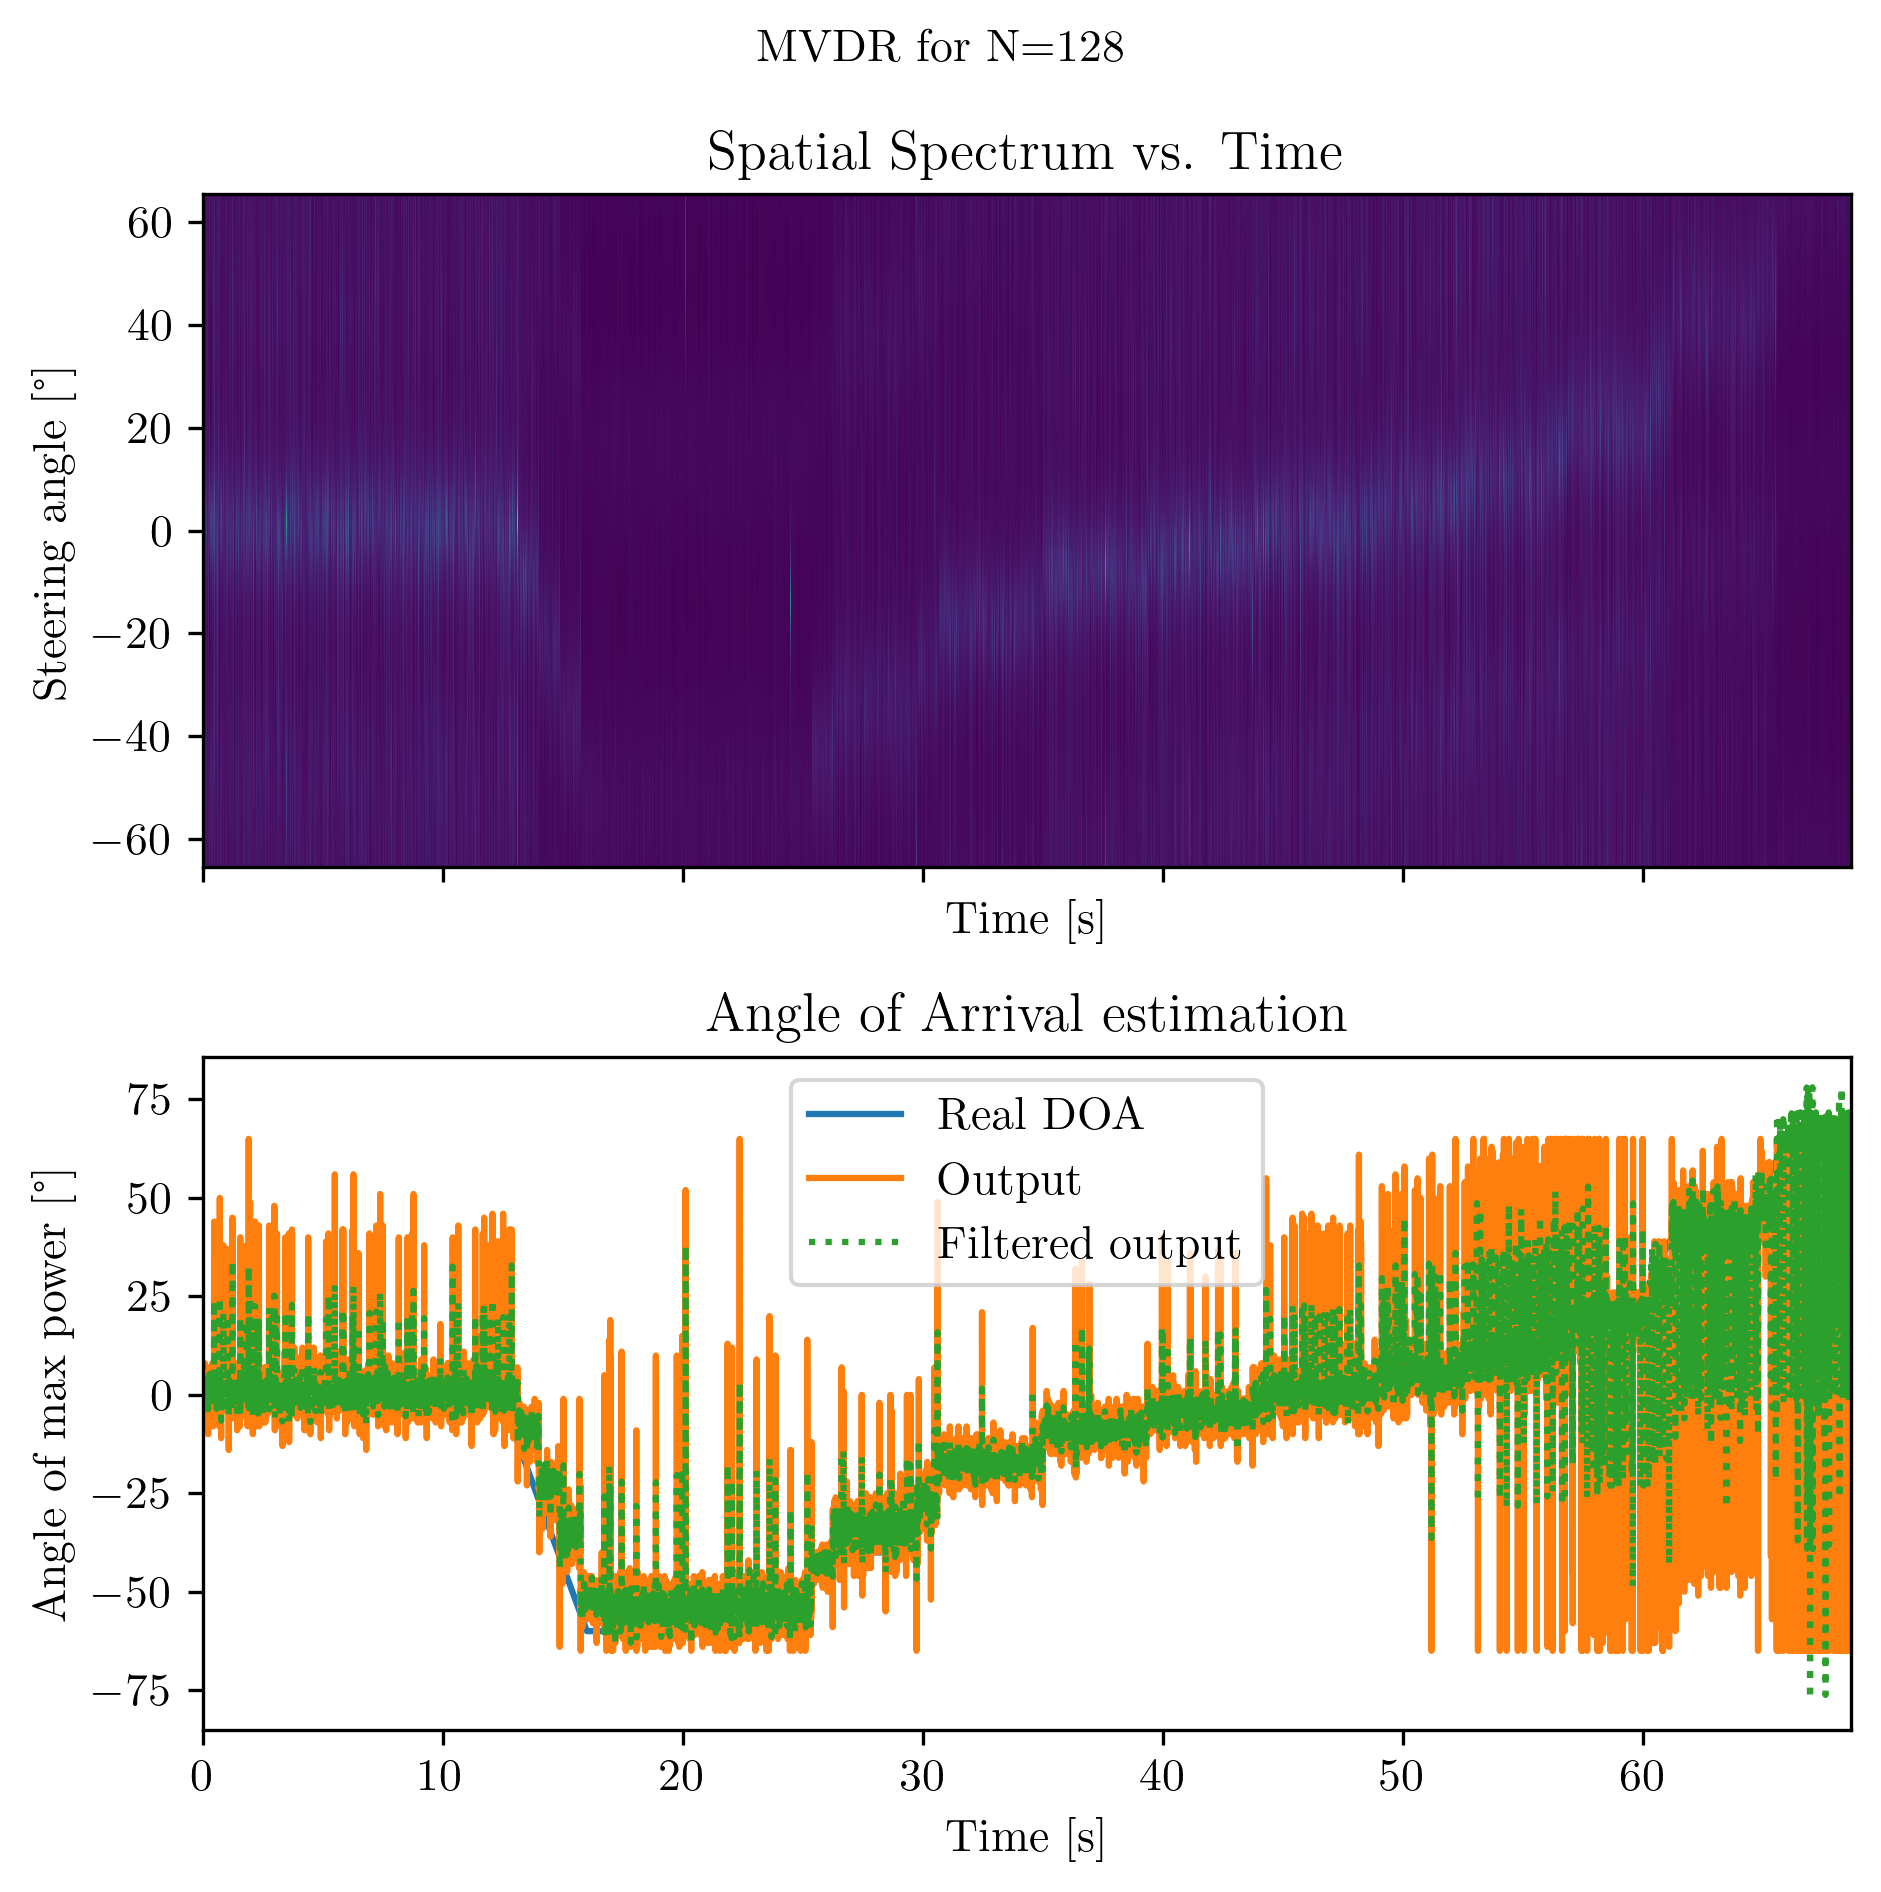 MVDR for N=128
Spatial Spectrum vs. Time
60
40
20
0
−20
−40
−60
Steering angle [°]
Time [s]
Angle of Arrival estimation
75
50
25
0
−25
−50
−75
Angle of max power [°]
Real DOA
Output
Filtered output
0 10 20 30 40 50 60
Time [s]